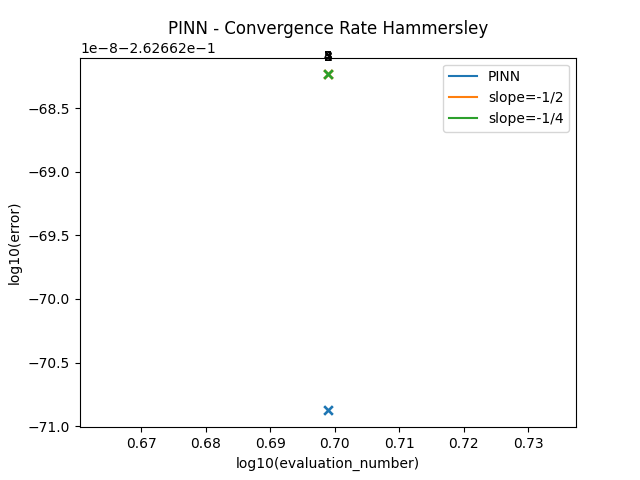 PINN - Convergence Rate Hammersley
1e−8−2.62662e−1
PINN
slope=-1/2
slope=-1/4
−68.5
−69.0
−69.5
−70.0
−70.5
−71.0
log10(error)
0.67 0.68 0.69 0.70 0.71 0.72 0.73
log10(evaluation_number)